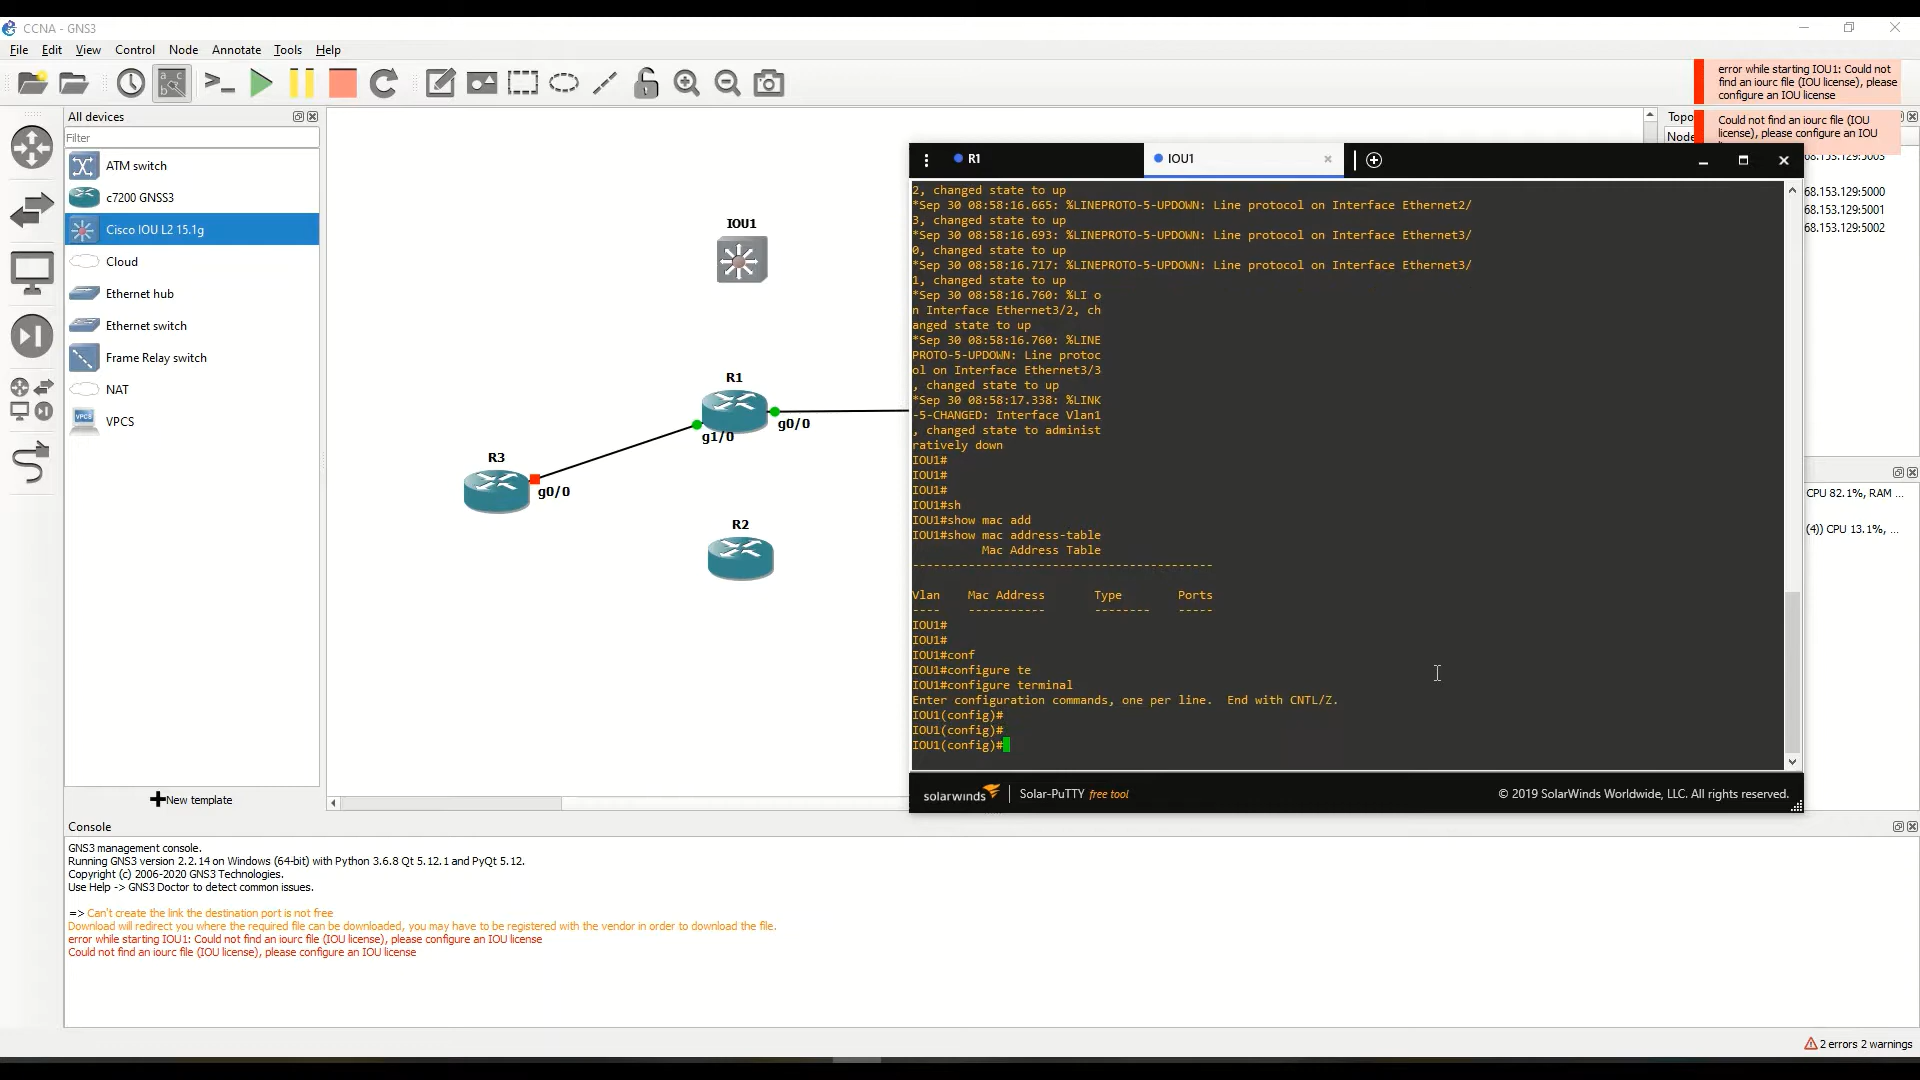 CCNA - GNS3
File Edit View Control Node Annotate Tools Help
error while starting IOU1: Could not
find an iourc file (IOU license), please
configure an IOU license
Could not find an iourc file (IOU
license), please configure an IOU
All devices
Filter
ATM switch
c7200 GNSS3
Cisco IOU L2 15.1g
Cloud
Ethernet hub
Ethernet switch
Frame Relay switch
NAT
VPCS
New template
IOU1
R1
g0/0
g1/0
R3
g0/0
R2
Topo
Node
68.153.129:5003
68.153.129:5000
68.153.129:5001
68.153.129:5002
CPU 82.1%, RAM ...
(4)) CPU 13.1%, ...
R1
IOU1
2, changed state to up
*Sep 30 08:58:16.665: %LINEPROTO-5-UPDOWN: Line protocol on Interface Ethernet2/
3, changed state to up
*Sep 30 08:58:16.693: %LINEPROTO-5-UPDOWN: Line protocol on Interface Ethernet3/
0, changed state to up
*Sep 30 08:58:16.717: %LINEPROTO-5-UPDOWN: Line protocol on Interface Ethernet3/
1, changed state to up
*Sep 30 08:58:16.760: %LI o
n Interface Ethernet3/2, ch
anged state to up
*Sep 30 08:58:16.760: %LINE
PROTO-5-UPDOWN: Line protoc
ol on Interface Ethernet3/3
, changed state to up
*Sep 30 08:58:17.338: %LINK
-5-CHANGED: Interface Vlan1
, changed state to administ
ratively down
IOU1#
IOU1#
IOU1#
IOU1#sh
IOU1#show mac add
IOU1#show mac address-table
Mac Address Table
-------------------------------------------
Vlan Mac Address Type Ports
---- ----------- -------- -----
IOU1#
IOU1#
IOU1#conf
IOU1#configure te
IOU1#configure terminal
Enter configuration commands, one per line. End with CNTL/Z.
IOU1(config)#
IOU1(config)#
IOU1(config)#
solarwinds Solar-PuTTY free tool
© 2019 SolarWinds Worldwide, LLC. All rights reserved.
Console
GNS3 management console.
Running GNS3 version 2.2.14 on Windows (64-bit) with Python 3.6.8 Qt 5.12.1 and PyQt 5.12.
Copyright (c) 2006-2020 GNS3 Technologies.
Use Help -> GNS3 Doctor to detect common issues.
=> Can't create the link the destination port is not free
Download will redirect you where the required file can be downloaded, you may have to be registered with the vendor in order to download the file.
error while starting IOU1: Could not find an iourc file (IOU license), please configure an IOU license
Could not find an iourc file (IOU license), please configure an IOU license
2 errors 2 warnings